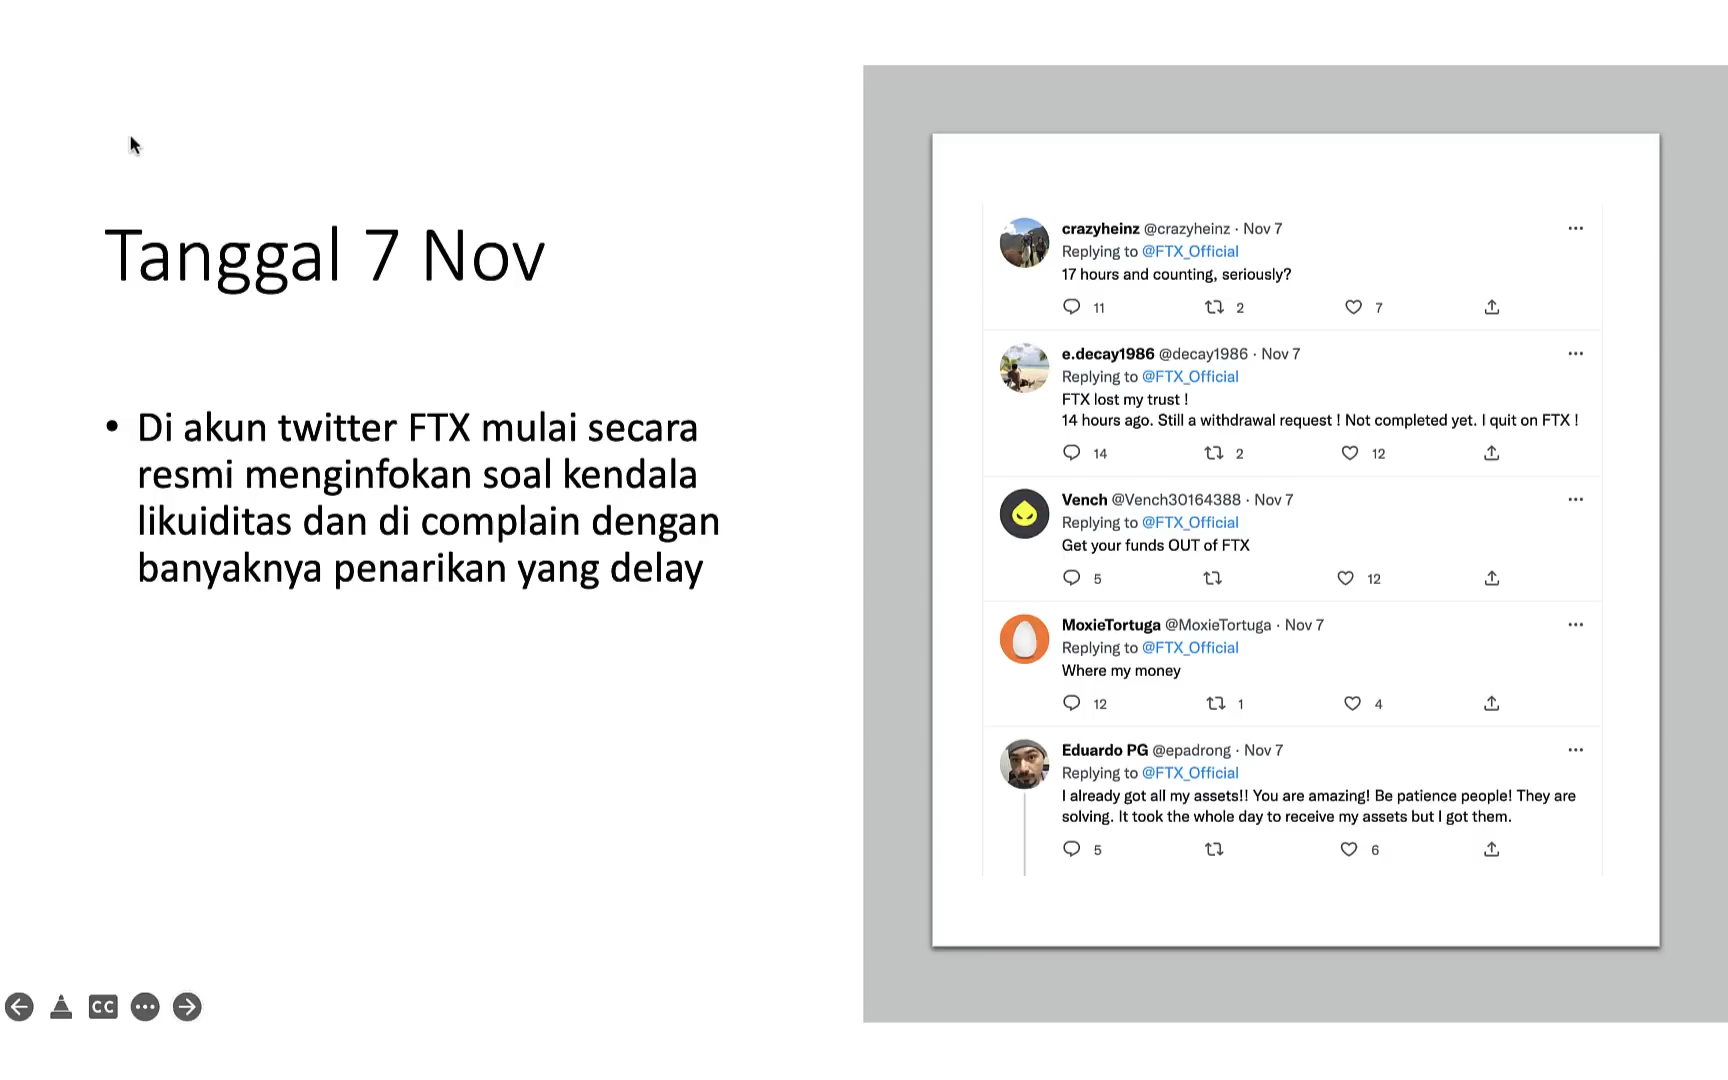 Tanggal 7 Nov
• Di akun twitter FTX mulai secara
resmi menginfokan soal kendala
likuiditas dan di complain dengan
banyaknya penarikan yang delay
crazyheinz @crazyheinz · Nov 7
Replying to @FTX_Official
17 hours and counting, seriously?
11 2 7
e.decay1986 @decay1986 · Nov 7
Replying to @FTX_Official
FTX lost my trust !
14 hours ago. Still a withdrawal request ! Not completed yet. I quit on FTX !
14 2 12
Vench @Vench30164388 · Nov 7
Replying to @FTX_Official
Get your funds OUT of FTX
5 12
MoxieTortuga @MoxieTortuga · Nov 7
Replying to @FTX_Official
Where my money
12 1 4
Eduardo PG @epadrong · Nov 7
Replying to @FTX_Official
I already got all my assets!! You are amazing! Be patience people! They are
solving. It took the whole day to receive my assets but I got them.
5 6
CC